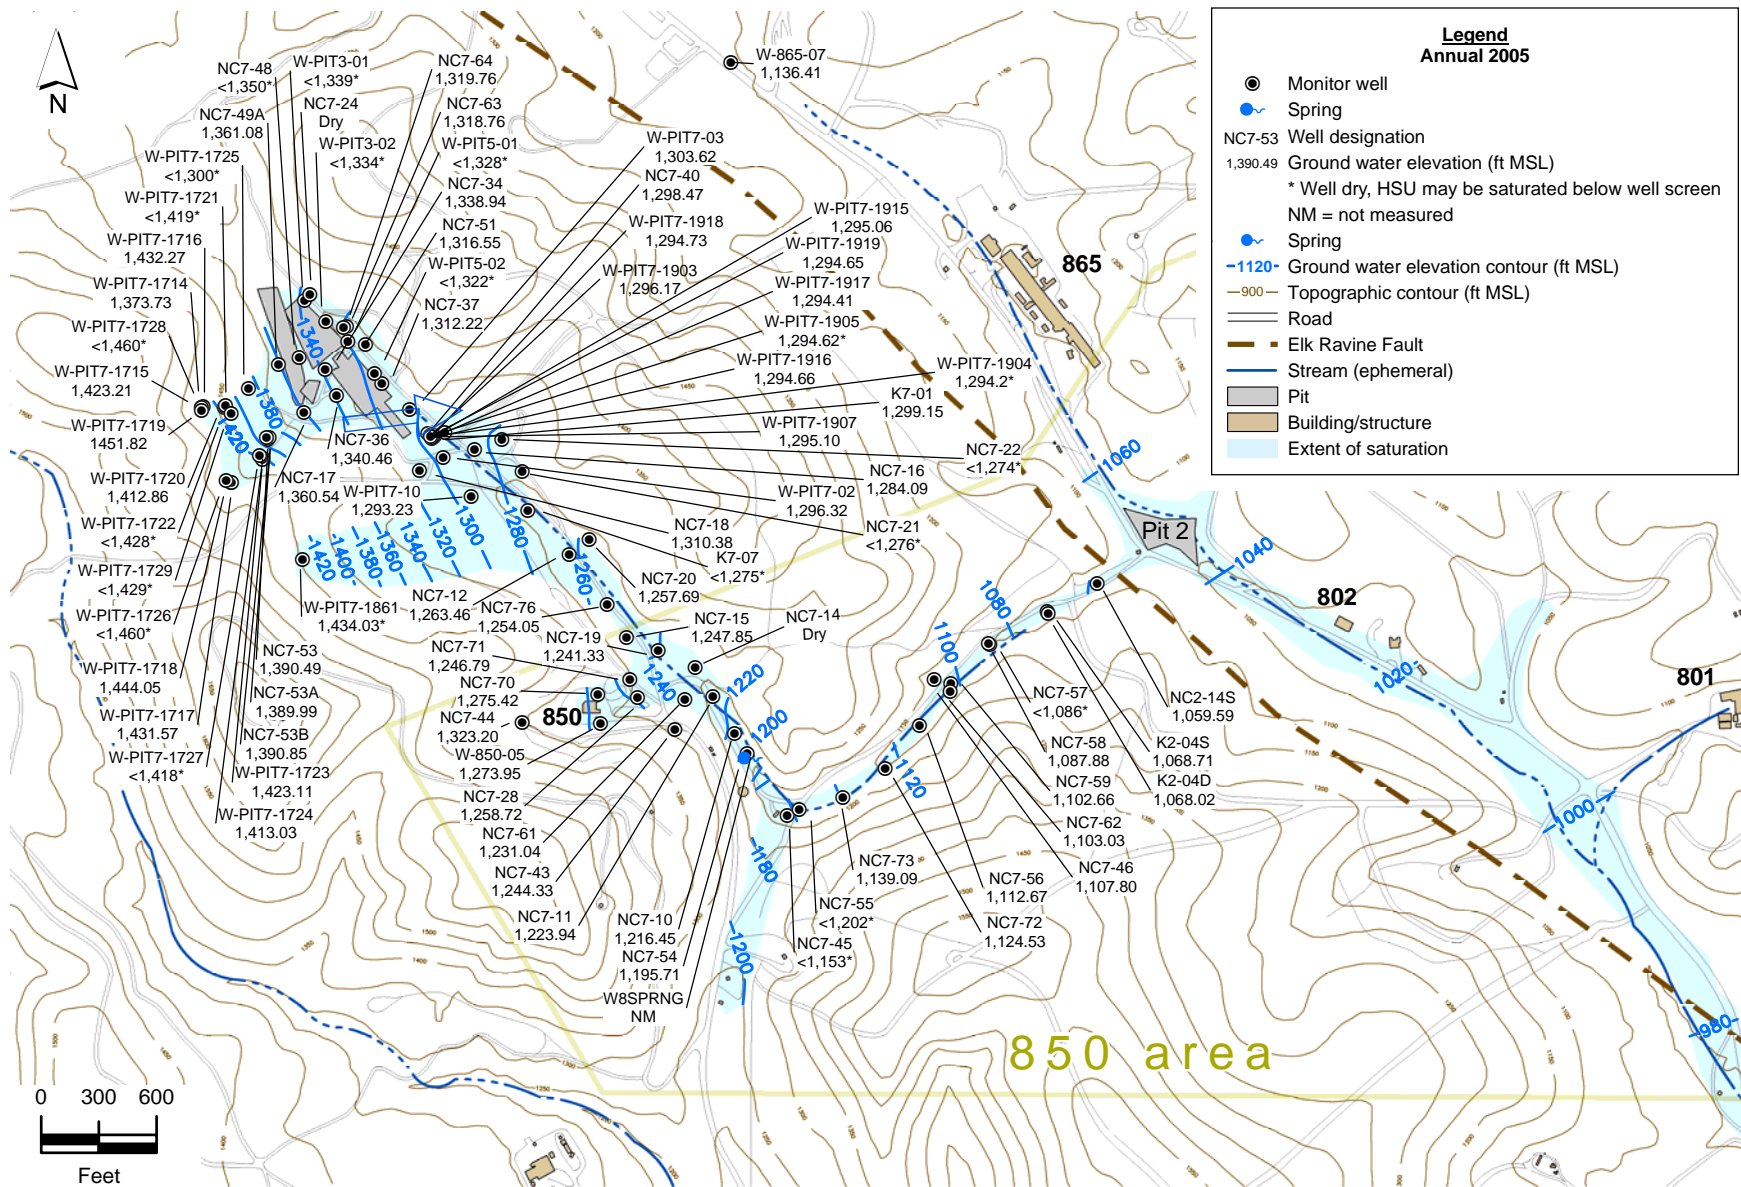 N
W-865-07
1,136.41
NC7-48
<1,350*
W-PIT3-01
<1,339*
NC7-24
Dry
NC7-64
1,319.76
NC7-63
1,318.76
NC7-49A
1,361.08
W-PIT3-02
<1,334*
W-PIT5-01
<1,328*
W-PIT7-03
1,303.62
W-PIT7-1725
<1,300*
NC7-34
1,338.94
NC7-40
1,298.47
W-PIT7-1721
<1,419*
NC7-51
1,316.55
W-PIT7-1918
1,294.73
W-PIT7-1915
1,295.06
W-PIT7-1716
1,432.27
W-PIT5-02
<1,322*
W-PIT7-1903
1,296.17
W-PIT7-1919
1,294.65
W-PIT7-1714
1,373.73
NC7-37
1,312.22
W-PIT7-1917
1,294.41
W-PIT7-1728
<1,460*
W-PIT7-1905
1,294.62*
W-PIT7-1715
1,423.21
W-PIT7-1916
1,294.66
W-PIT7-1904
1,294.2*
K7-01
1,299.15
W-PIT7-1719
1451.82
NC7-36
1,340.46
W-PIT7-1907
1,295.10
NC7-22
<1,274*
W-PIT7-1720
1,412.86
NC7-17
1,360.54
W-PIT7-10
1,293.23
NC7-16
1,284.09
W-PIT7-02
1,296.32
W-PIT7-1722
<1,428*
NC7-18
1,310.38
NC7-21
<1,276*
W-PIT7-1729
<1,429*
K7-07
<1,275*
W-PIT7-1726
<1,460*
W-PIT7-1861
1,434.03*
NC7-12
1,263.46
NC7-20
1,257.69
NC7-76
1,254.05
NC7-15
1,247.85
NC7-14
Dry
W-PIT7-1718
1,444.05
NC7-53
1,390.49
NC7-19
1,241.33
NC7-71
1,246.79
NC7-70
1,275.42
W-PIT7-1717
1,431.57
NC7-53A
1,389.99
NC7-44
1,323.20
850
W-PIT7-1727
<1,418*
NC7-53B
1,390.85
W-850-05
1,273.95
W-PIT7-1723
1,423.11
NC7-28
1,258.72
W-PIT7-1724
1,413.03
NC7-61
1,231.04
NC7-43
1,244.33
NC7-11
1,223.94
NC7-10
1,216.45
NC7-54
1,195.71
W8SPRNG
NM
NC7-45
<1,153*
NC7-55
<1,202*
NC7-73
1,139.09
NC7-72
1,124.53
NC7-56
1,112.67
NC7-46
1,107.80
NC7-62
1,103.03
NC7-59
1,102.66
NC7-58
1,087.88
NC7-57
<1,086*
K2-04D
1,068.02
K2-04S
1,068.71
NC2-14S
1,059.59
865
Pit 2
802
801
1340
1380
1420
1420
1400
1380
1360
1340
1320
1300
1280
1260
1240
1220
1200
1180
1200
1120
1100
1080
1060
1040
1020
1000
980
850 area
0 300 600
Feet
Legend
Annual 2005
Monitor well
Spring
NC7-53 Well designation
1,390.49 Ground water elevation (ft MSL)
* Well dry, HSU may be saturated below well screen
NM = not measured
Spring
1120 Ground water elevation contour (ft MSL)
900 Topographic contour (ft MSL)
Road
Elk Ravine Fault
Stream (ephemeral)
Pit
Building/structure
Extent of saturation